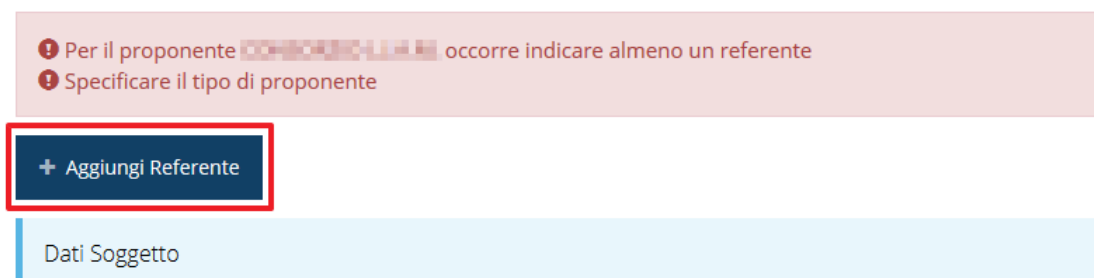 Per il proponente occorre indicare almeno un referente
Specificare il tipo di proponente
+ Aggiungi Referente
Dati Soggetto